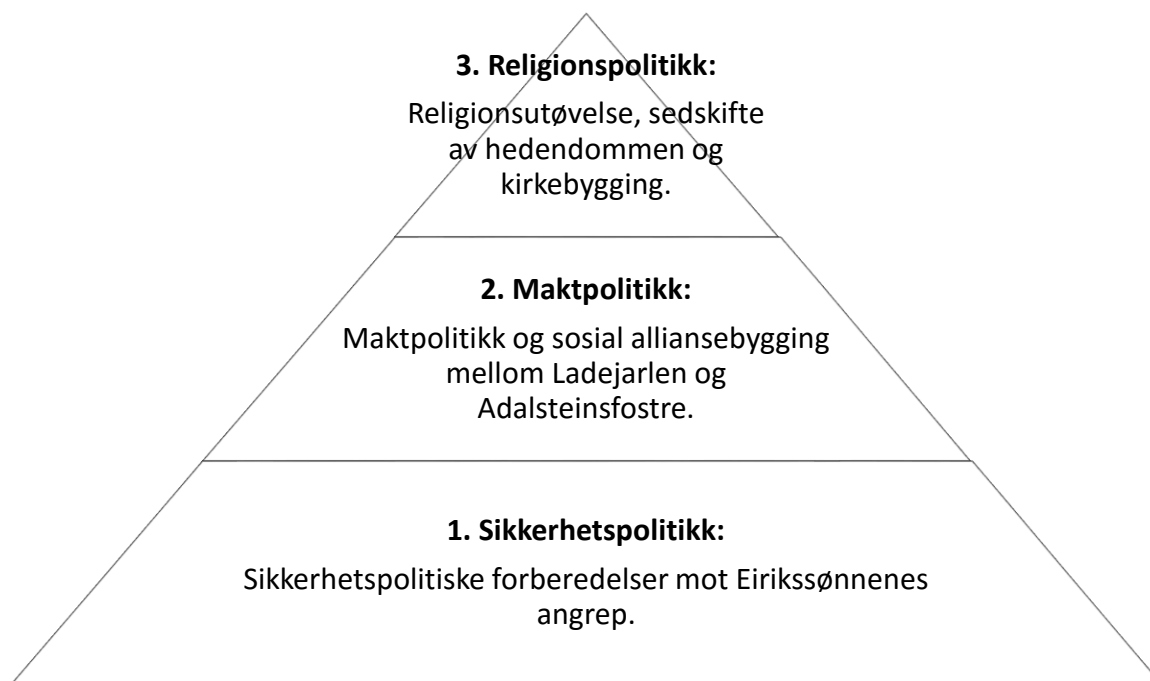 3. Religionspolitikk:
Religionsutøvelse, sedskifte
av hedendommen og
kirkebygging.
2. Maktpolitikk:
Maktpolitikk og sosial alliansebygging
mellom Ladejarlen og
Adalsteinsfostre.
1. Sikkerhetspolitikk:
Sikkerhetspolitiske forberedelser mot Eirikssønnenes
angrep.